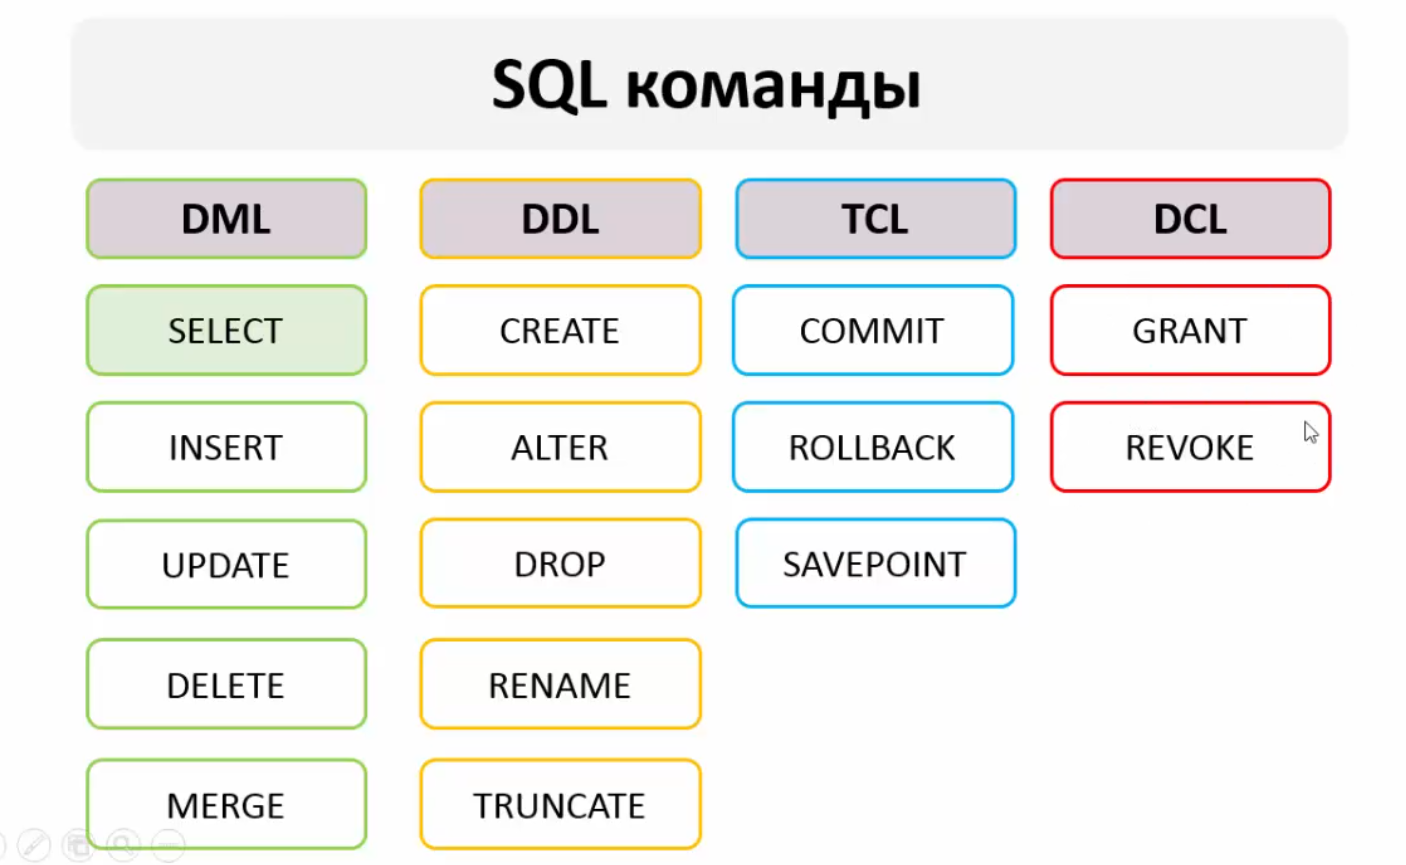 SQL команды
DML
DDL
TCL
DCL
SELECT
CREATE
COMMIT
GRANT
INSERT
ALTER
ROLLBACK
REVOKE
UPDATE
DROP
SAVEPOINT
DELETE
RENAME
MERGE
TRUNCATE